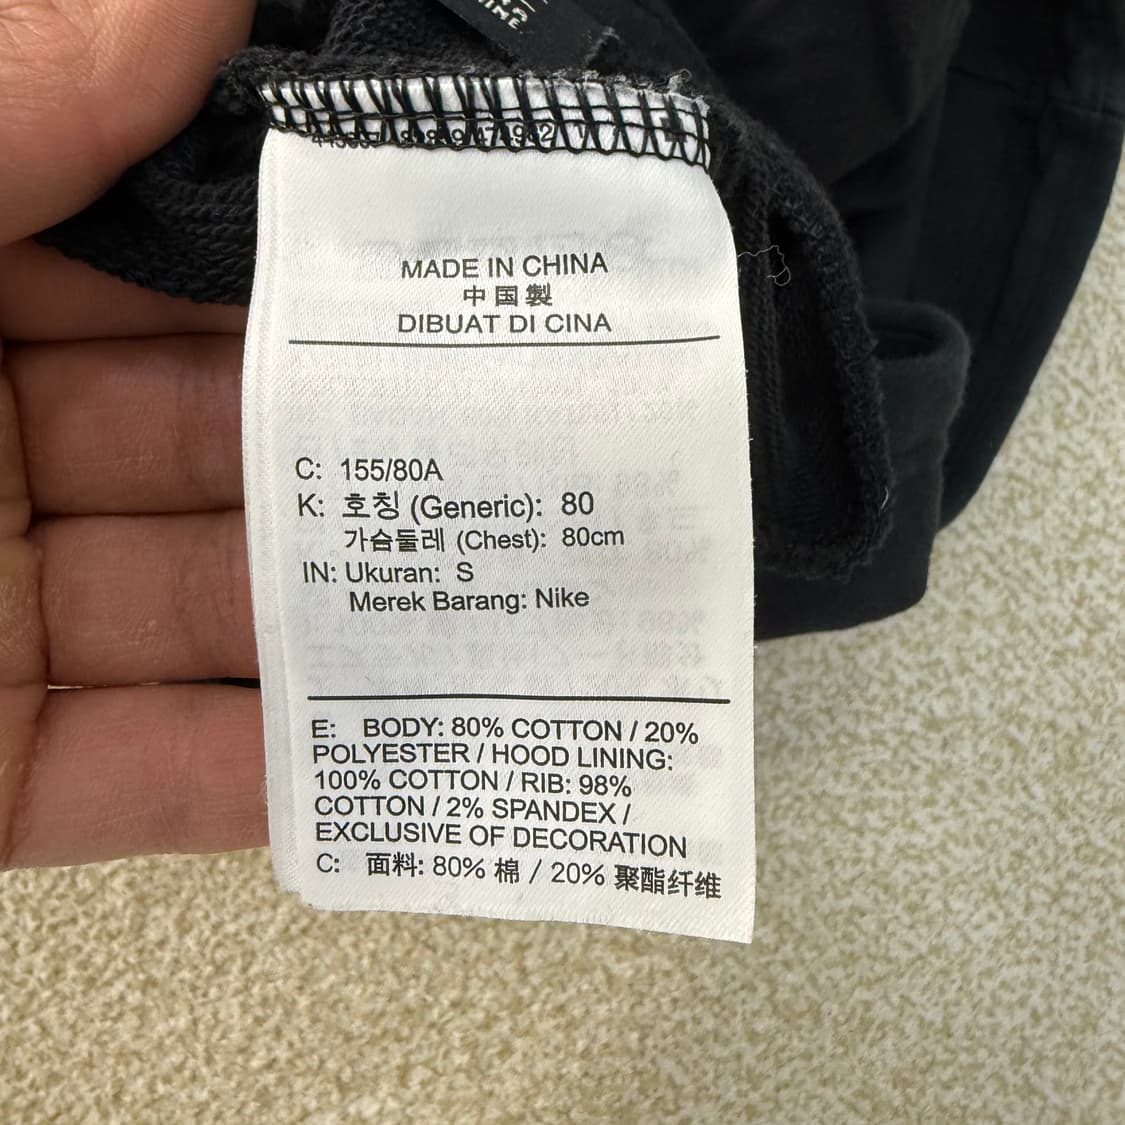 MADE IN CHINA
中国製
DIBUAT DI CINA
C: 155/80A
K: 호칭 (Generic): 80
가슴둘레 (Chest): 80cm
IN: Ukuran: S
Merek Barang: Nike
E: BODY: 80% COTTON / 20%
POLYESTER / HOOD LINING:
100% COTTON / RIB: 98%
COTTON / 2% SPANDEX /
EXCLUSIVE OF DECORATION
C: 面料: 80% 棉 / 20% 聚酯纤维